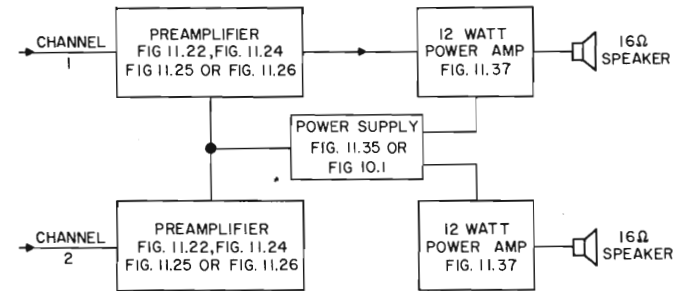 CHANNEL
1
PREAMPLIFIER
FIG 11.22, FIG. 11.24
FIG 11.25 OR FIG. 11.26
12 WATT
POWER AMP
FIG. 11.37
16Ω
SPEAKER
POWER SUPPLY
FIG. 11.35 OR
FIG 10.1
CHANNEL
2
PREAMPLIFIER
FIG. 11.22, FIG. 11.24
FIG. 11.25 OR FIG. 11.26
12 WATT
POWER AMP
FIG. 11.37
16Ω
SPEAKER